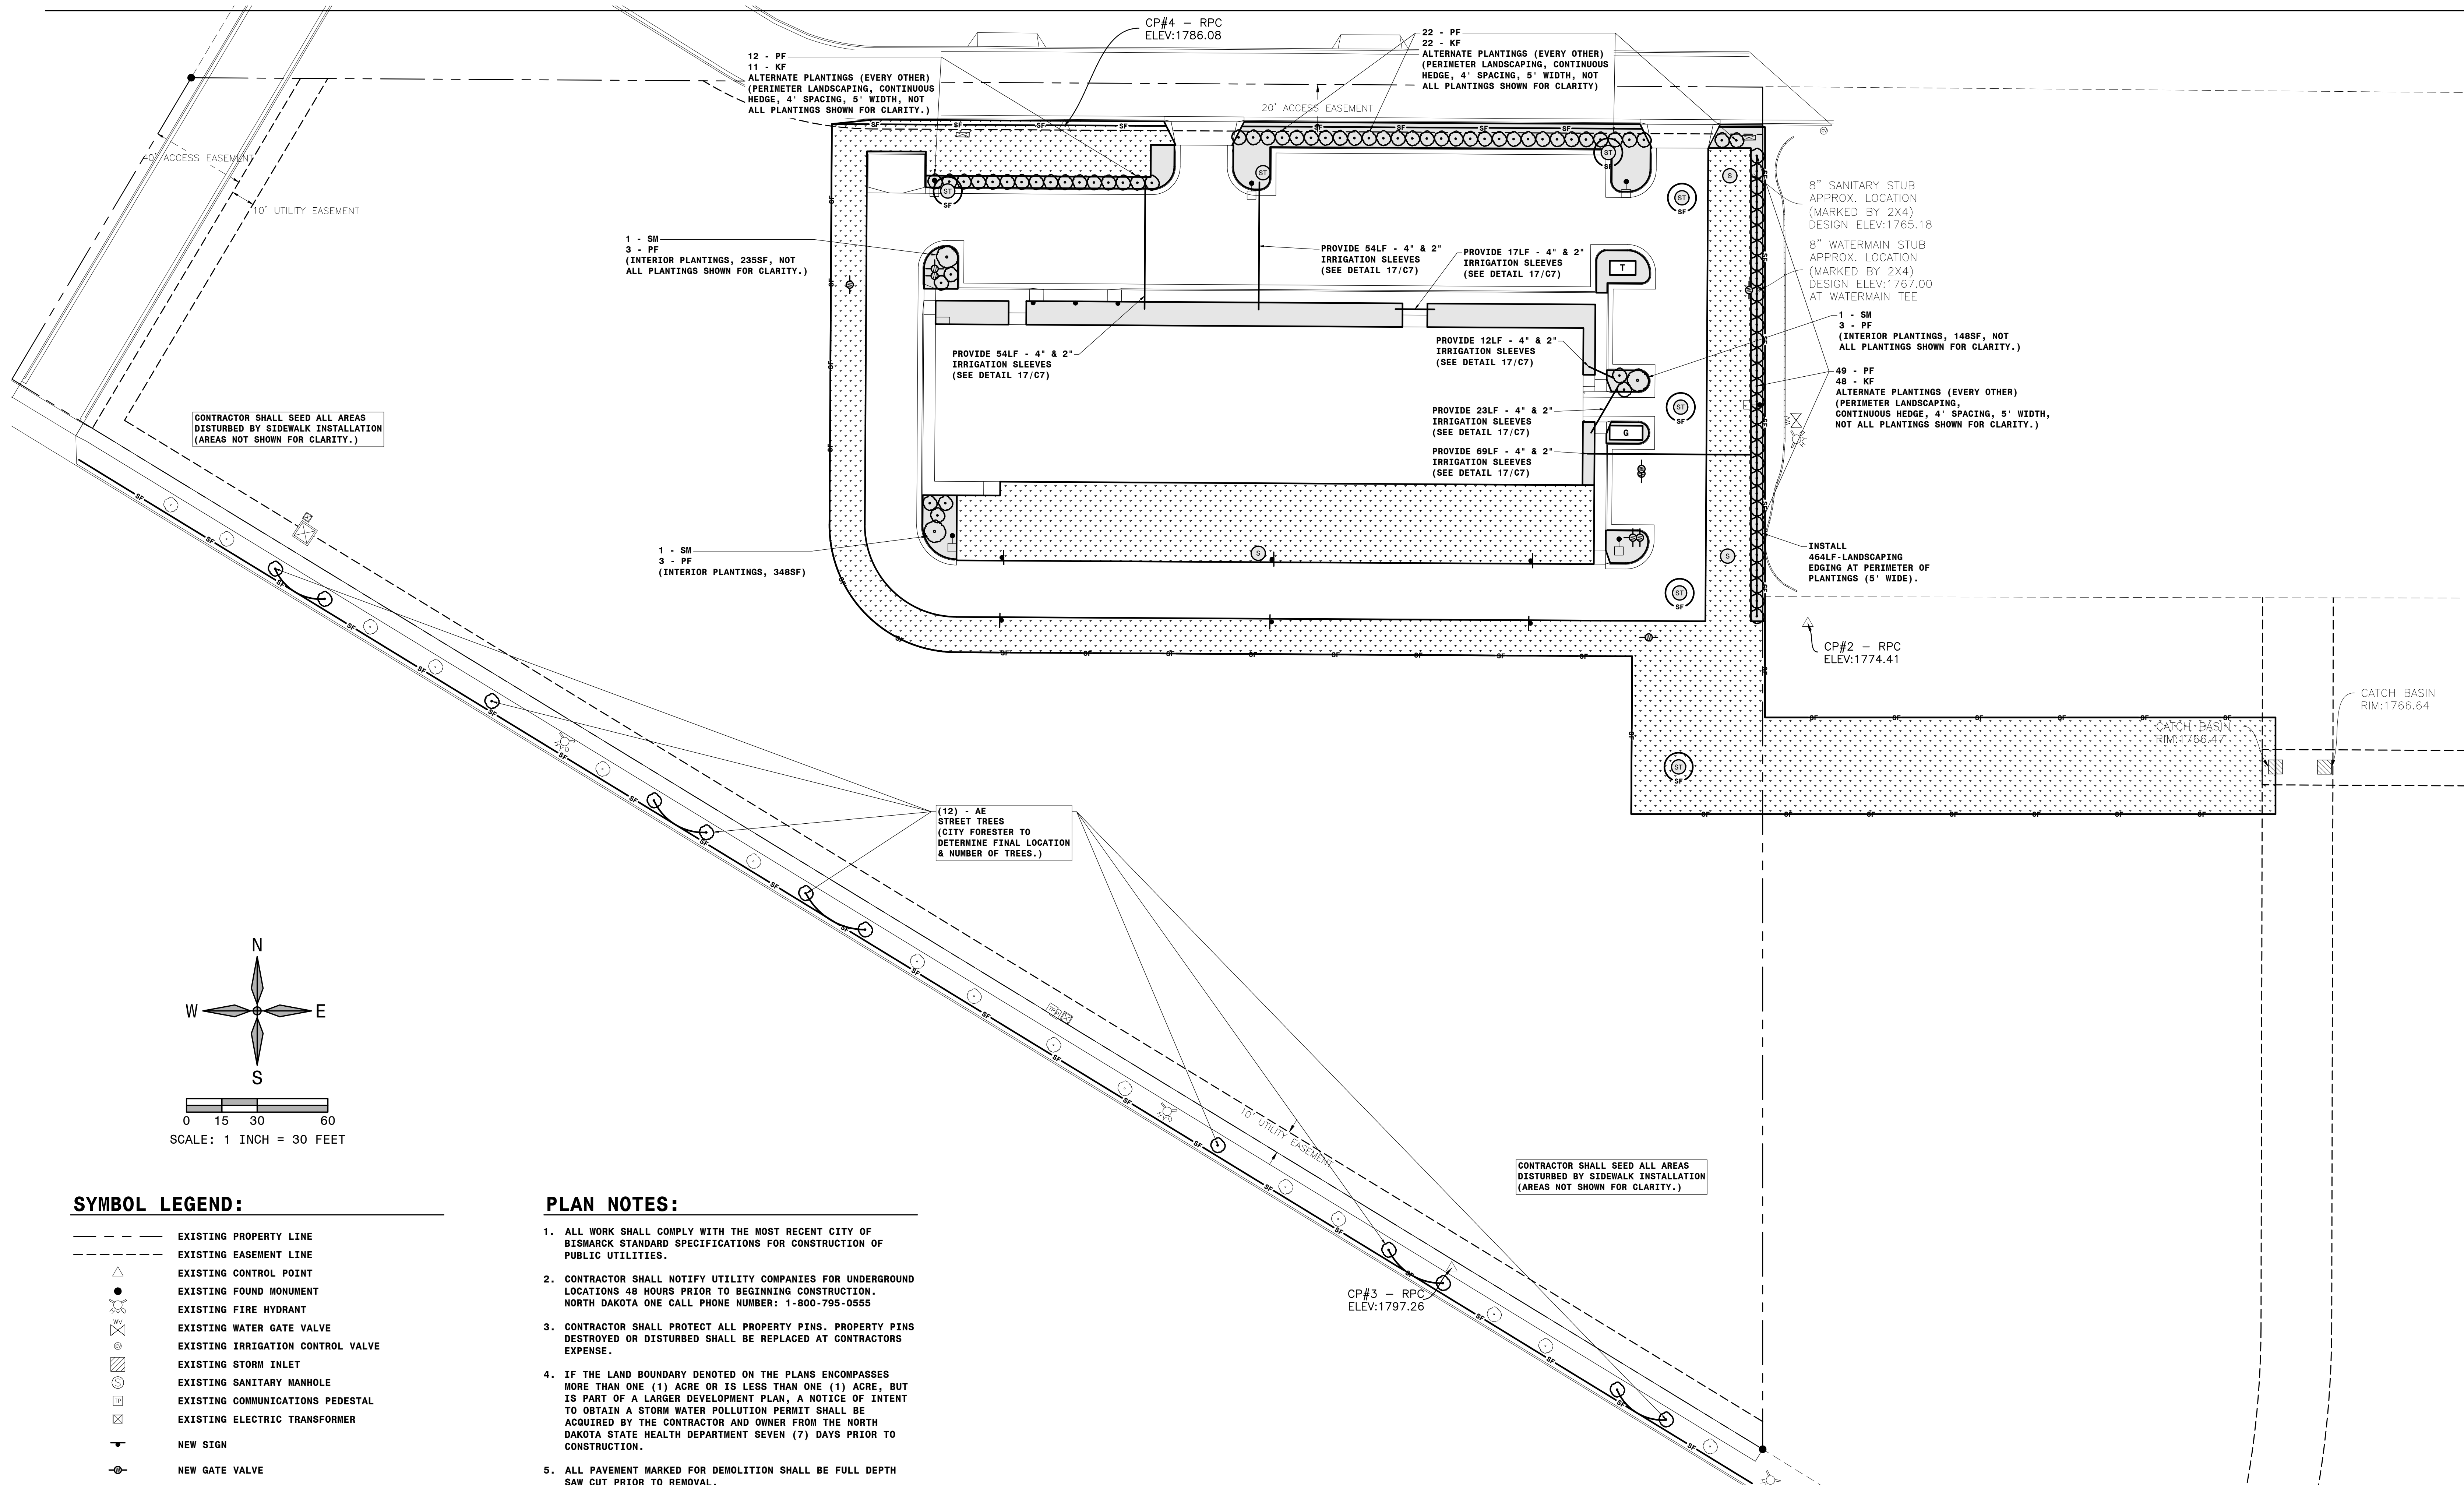 CP#4 – RPC
ELEV:1786.08
12 - PF
11 - KF
ALTERNATE PLANTINGS (EVERY OTHER)
(PERIMETER LANDSCAPING, CONTINUOUS
HEDGE, 4' SPACING, 5' WIDTH, NOT
ALL PLANTINGS SHOWN FOR CLARITY.)
22 - PF
22 - KF
ALTERNATE PLANTINGS (EVERY OTHER)
(PERIMETER LANDSCAPING, CONTINUOUS
HEDGE, 4' SPACING, 5' WIDTH, NOT
ALL PLANTINGS SHOWN FOR CLARITY)
20' ACCESS EASEMENT
40' ACCESS EASEMENT
10' UTILITY EASEMENT
1 - SM
3 - PF
(INTERIOR PLANTINGS, 235SF, NOT
ALL PLANTINGS SHOWN FOR CLARITY.)
PROVIDE 54LF - 4" & 2"
IRRIGATION SLEEVES
(SEE DETAIL 17/C7)
PROVIDE 17LF - 4" & 2"
IRRIGATION SLEEVES
(SEE DETAIL 17/C7)
T
8" SANITARY STUB
APPROX. LOCATION
(MARKED BY 2X4)
DESIGN ELEV:1765.18
8" WATERMAIN STUB
APPROX. LOCATION
(MARKED BY 2X4)
DESIGN ELEV:1767.00
AT WATERMAIN TEE
1 - SM
3 - PF
(INTERIOR PLANTINGS, 148SF, NOT
ALL PLANTINGS SHOWN FOR CLARITY.)
PROVIDE 54LF - 4" & 2"
IRRIGATION SLEEVES
(SEE DETAIL 17/C7)
PROVIDE 12LF - 4" & 2"
IRRIGATION SLEEVES
(SEE DETAIL 17/C7)
49 - PF
48 - KF
ALTERNATE PLANTINGS (EVERY OTHER)
(PERIMETER LANDSCAPING,
CONTINUOUS HEDGE, 4' SPACING, 5' WIDTH,
NOT ALL PLANTINGS SHOWN FOR CLARITY.)
PROVIDE 23LF - 4" & 2"
IRRIGATION SLEEVES
(SEE DETAIL 17/C7)
G
PROVIDE 69LF - 4" & 2"
IRRIGATION SLEEVES
(SEE DETAIL 17/C7)
CONTRACTOR SHALL SEED ALL AREAS
DISTURBED BY SIDEWALK INSTALLATION
(AREAS NOT SHOWN FOR CLARITY.)
1 - SM
3 - PF
(INTERIOR PLANTINGS, 348SF)
INSTALL
464LF-LANDSCAPING
EDGING AT PERIMETER OF
PLANTINGS (5' WIDE).
CP#2 – RPC
ELEV:1774.41
CATCH BASIN
RIM:1766.64
CATCH BASIN
RIM:1766.47
(12) - AE
STREET TREES
(CITY FORESTER TO
DETERMINE FINAL LOCATION
& NUMBER OF TREES.)
N
W E
S
0 15 30 60
SCALE: 1 INCH = 30 FEET
10' UTILITY EASEMENT
CONTRACTOR SHALL SEED ALL AREAS
DISTURBED BY SIDEWALK INSTALLATION
(AREAS NOT SHOWN FOR CLARITY.)
CP#3 – RPC
ELEV:1797.26
SYMBOL LEGEND:
EXISTING PROPERTY LINE
EXISTING EASEMENT LINE
EXISTING CONTROL POINT
EXISTING FOUND MONUMENT
EXISTING FIRE HYDRANT
WV
EXISTING WATER GATE VALVE
EXISTING IRRIGATION CONTROL VALVE
EXISTING STORM INLET
S EXISTING SANITARY MANHOLE
TP EXISTING COMMUNICATIONS PEDESTAL
EXISTING ELECTRIC TRANSFORMER
NEW SIGN
NEW GATE VALVE
PLAN NOTES:
1. ALL WORK SHALL COMPLY WITH THE MOST RECENT CITY OF
BISMARCK STANDARD SPECIFICATIONS FOR CONSTRUCTION OF
PUBLIC UTILITIES.
2. CONTRACTOR SHALL NOTIFY UTILITY COMPANIES FOR UNDERGROUND
LOCATIONS 48 HOURS PRIOR TO BEGINNING CONSTRUCTION.
NORTH DAKOTA ONE CALL PHONE NUMBER: 1-800-795-0555
3. CONTRACTOR SHALL PROTECT ALL PROPERTY PINS. PROPERTY PINS
DESTROYED OR DISTURBED SHALL BE REPLACED AT CONTRACTORS
EXPENSE.
4. IF THE LAND BOUNDARY DENOTED ON THE PLANS ENCOMPASSES
MORE THAN ONE (1) ACRE OR IS LESS THAN ONE (1) ACRE, BUT
IS PART OF A LARGER DEVELOPMENT PLAN, A NOTICE OF INTENT
TO OBTAIN A STORM WATER POLLUTION PERMIT SHALL BE
ACQUIRED BY THE CONTRACTOR AND OWNER FROM THE NORTH
DAKOTA STATE HEALTH DEPARTMENT SEVEN (7) DAYS PRIOR TO
CONSTRUCTION.
5. ALL PAVEMENT MARKED FOR DEMOLITION SHALL BE FULL DEPTH
SAW CUT PRIOR TO REMOVAL.